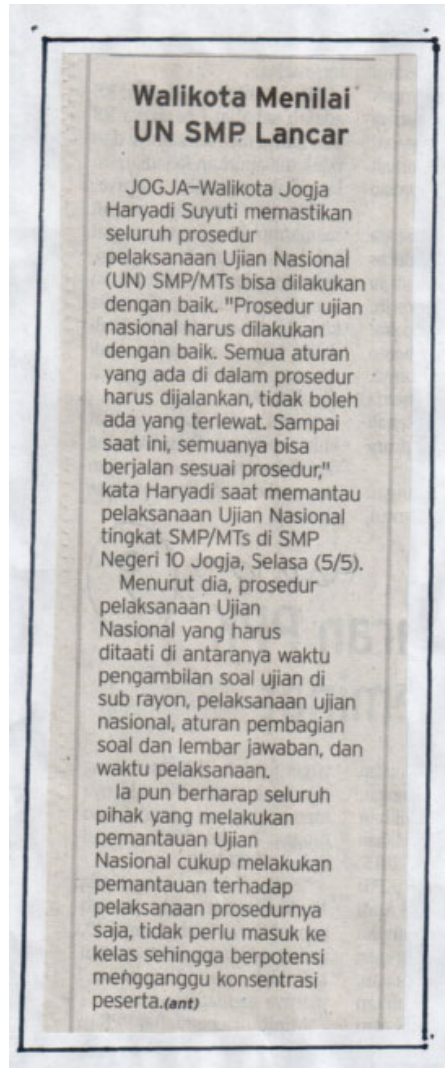 Walikota Menilai
UN SMP Lancar
JOGJA–Walikota Jogja
Haryadi Suyuti memastikan
seluruh prosedur
pelaksanaan Ujian Nasional
(UN) SMP/MTs bisa dilakukan
dengan baik. "Prosedur ujian
nasional harus dilakukan
dengan baik. Semua aturan
yang ada di dalam prosedur
harus dijalankan, tidak boleh
ada yang terlewat. Sampai
saat ini, semuanya bisa
berjalan sesuai prosedur,"
kata Haryadi saat memantau
pelaksanaan Ujian Nasional
tingkat SMP/MTs di SMP
Negeri 10 Jogja, Selasa (5/5).
Menurut dia, prosedur
pelaksanaan Ujian
Nasional yang harus
ditaati di antaranya waktu
pengambilan soal ujian di
sub rayon, pelaksanaan ujian
nasional, aturan pembagian
soal dan lembar jawaban, dan
waktu pelaksanaan.
Ia pun berharap seluruh
pihak yang melakukan
pemantauan Ujian
Nasional cukup melakukan
pemantauan terhadap
pelaksanaan prosedurnya
saja, tidak perlu masuk ke
kelas sehingga berpotensi
mengganggu konsentrasi
peserta.(ant)